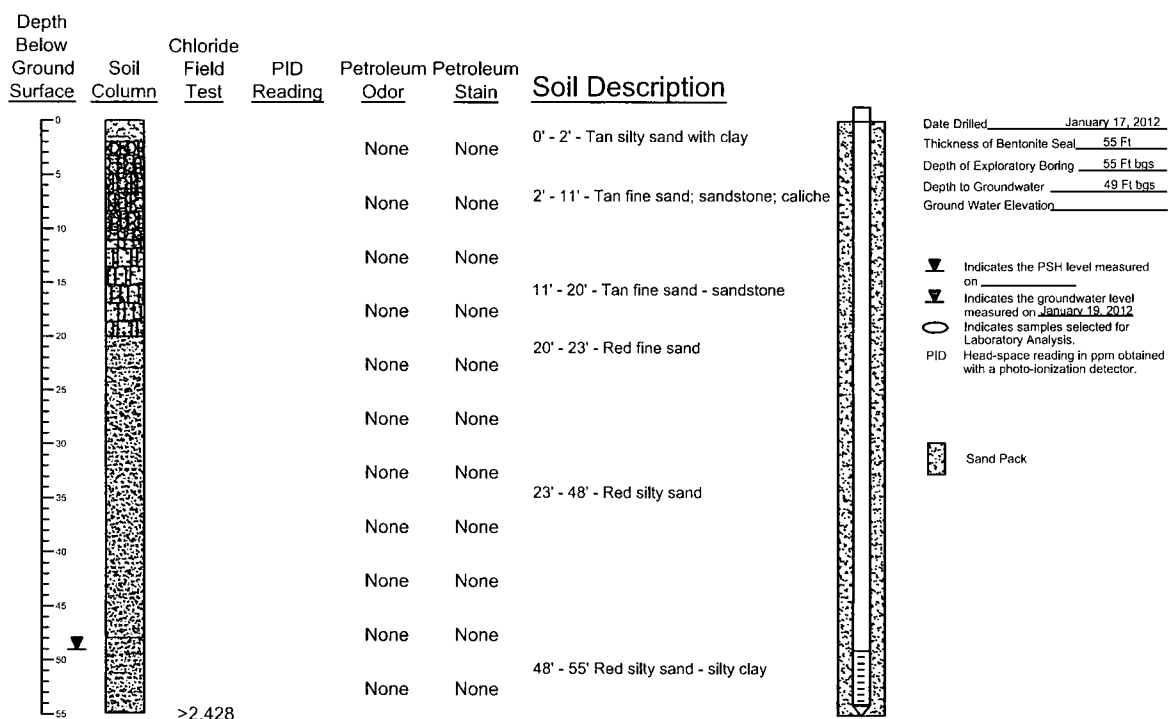 Depth
Below
Ground
Surface
Soil
Column
Chloride
Field
Test
PID
Reading
Petroleum
Odor
Petroleum
Stain
Soil Description
0
5
10
15
20
25
30
35
40
45
50
55
None None
None None
None None
None None
None None
None None
None None
None None
None None
None None
None None
>2,428
0' - 2' - Tan silty sand with clay
2' - 11' - Tan fine sand; sandstone; caliche
11' - 20' - Tan fine sand - sandstone
20' - 23' - Red fine sand
23' - 48' - Red silty sand
48' - 55' Red silty sand - silty clay
Date Drilled January 17, 2012
Thickness of Bentonite Seal 55 Ft
Depth of Exploratory Boring 55 Ft bgs
Depth to Groundwater 49 Ft bgs
Ground Water Elevation
Indicates the PSH level measured
on
Indicates the groundwater level
measured on January 19, 2012
Indicates samples selected for
Laboratory Analysis.
PID Head-space reading in ppm obtained
with a photo-ionization detector.
Sand Pack